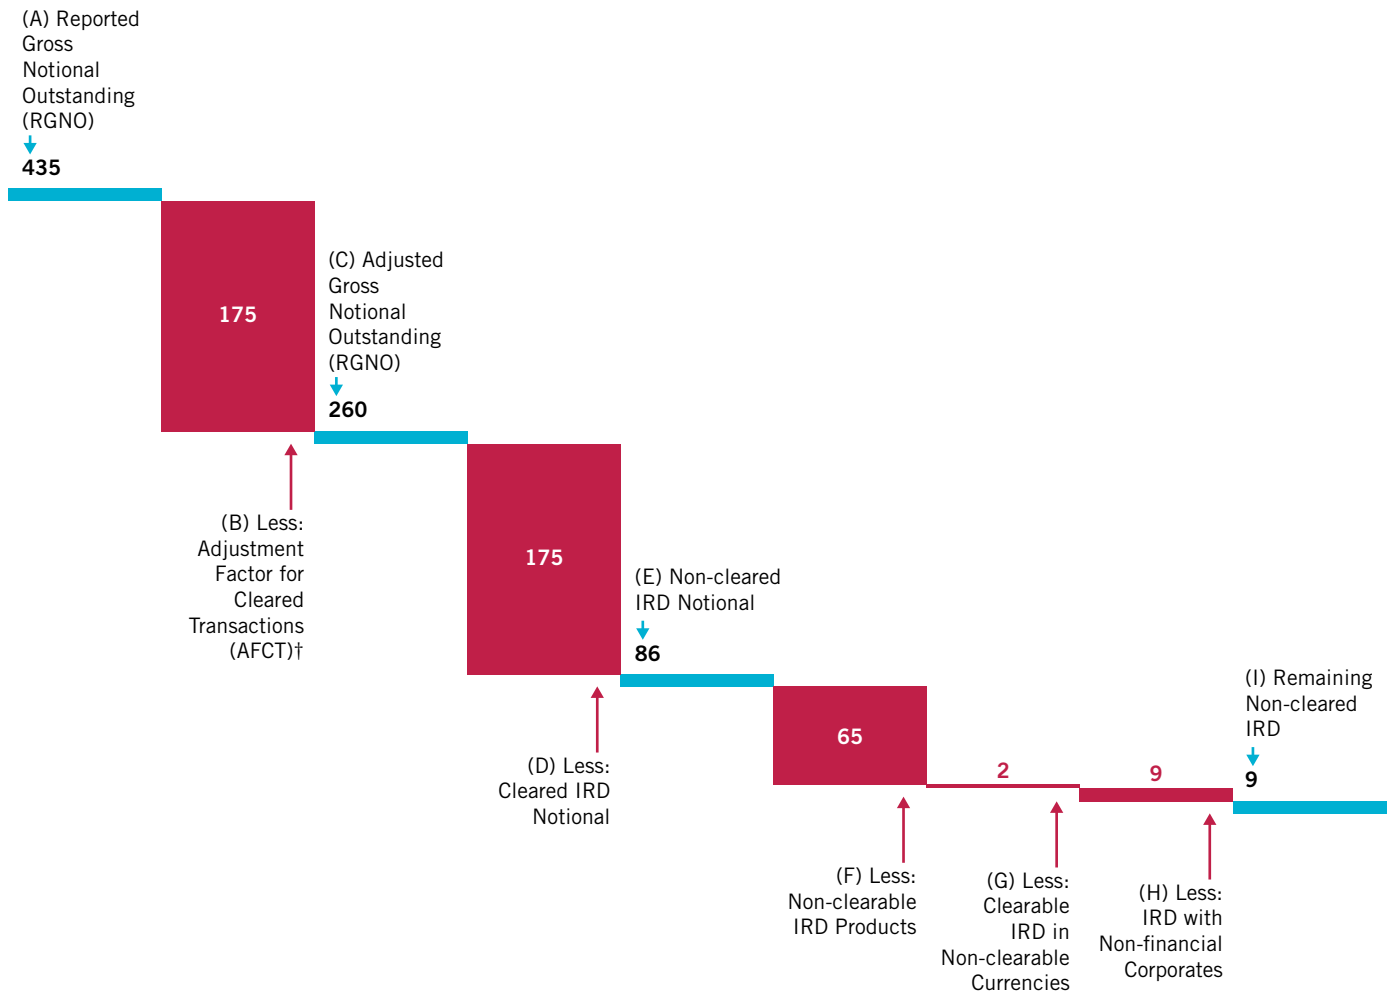 (A) Reported
Gross
Notional
Outstanding
(RGNO)
435
175
(B) Less:
Adjustment
Factor for
Cleared
Transactions
(AFCT)†
(C) Adjusted
Gross
Notional
Outstanding
(RGNO)
260
175
(D) Less:
Cleared IRD
Notional
(E) Non-cleared
IRD Notional
86
65
(F) Less:
Non-clearable
IRD Products
2
(G) Less:
Clearable
IRD in
Non-clearable
Currencies
9
(H) Less:
IRD with
Non-financial
Corporates
(I) Remaining
Non-cleared
IRD
9